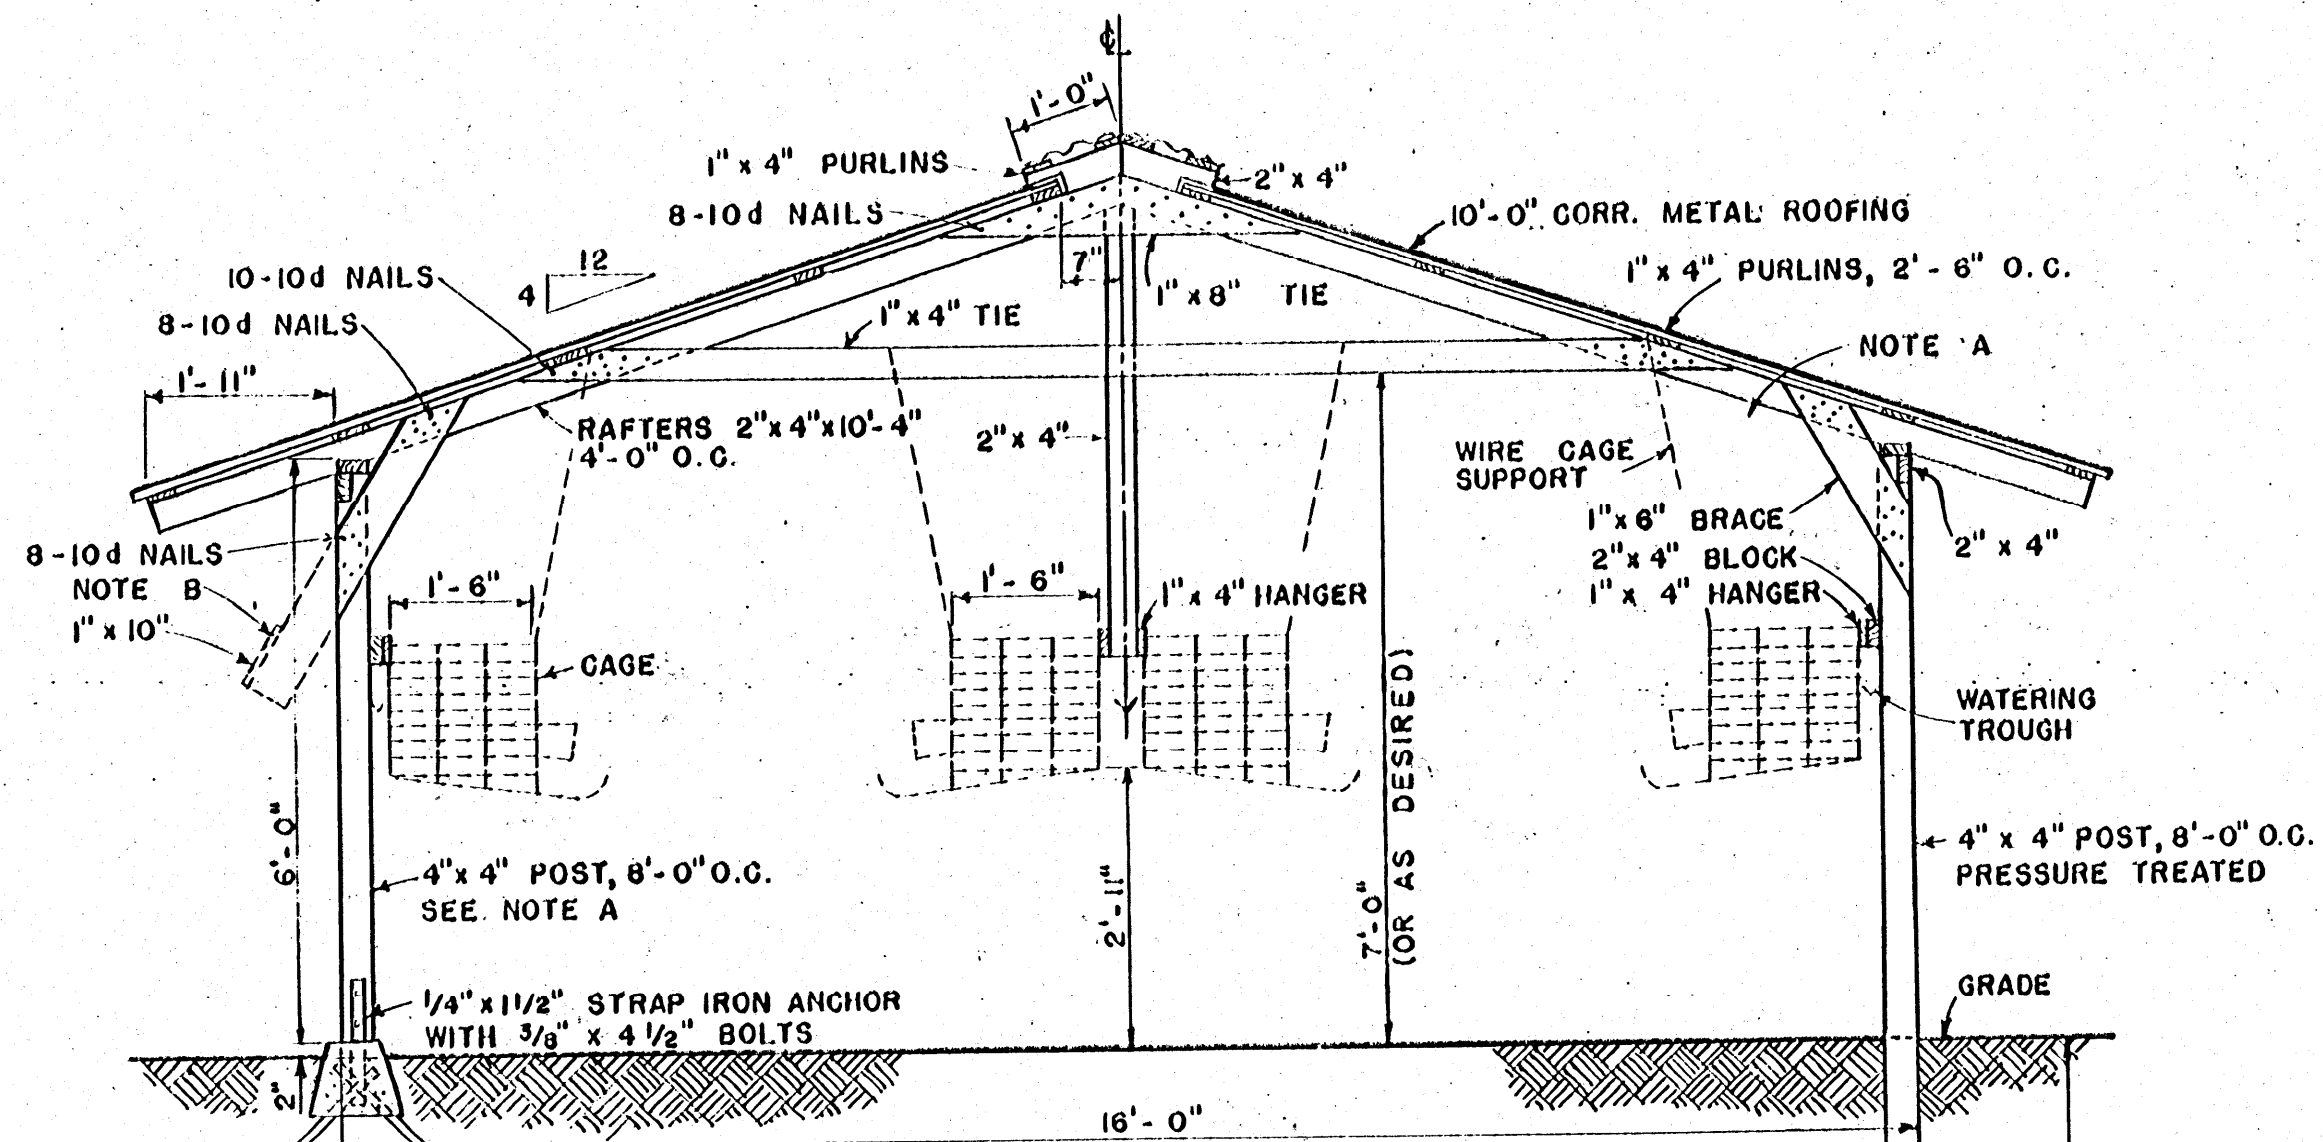 ℄
1'-0"
1" x 4" PURLINS
2" x 4"
8-10d NAILS
10'-0" CORR. METAL ROOFING
12
4
7"
10-10d NAILS
1" x 4" PURLINS, 2'-6" O.C.
1" x 8" TIE
8-10d NAILS
1" x 4" TIE
NOTE A
1'-11"
RAFTERS 2"x4"x10'-4"
4'-0" O.C.
2" x 4"
WIRE CAGE
SUPPORT
1"x6" BRACE
2"x4" BLOCK
1" x 4" HANGER
2" x 4"
8-10d NAILS
NOTE B
1" x 10"
1'-6"
1'-6"
1" x 4" HANGER
CAGE
WATERING
TROUGH
6'-0"
4"x4" POST, 8'-0" O.C.
SEE NOTE A
2'-11"
7'-0"
(OR AS DESIRED)
4" x 4" POST, 8'-0" O.C.
PRESSURE TREATED
1/4" x 1 1/2" STRAP IRON ANCHOR
WITH 3/8" x 4 1/2" BOLTS
GRADE
2"
16'-0"